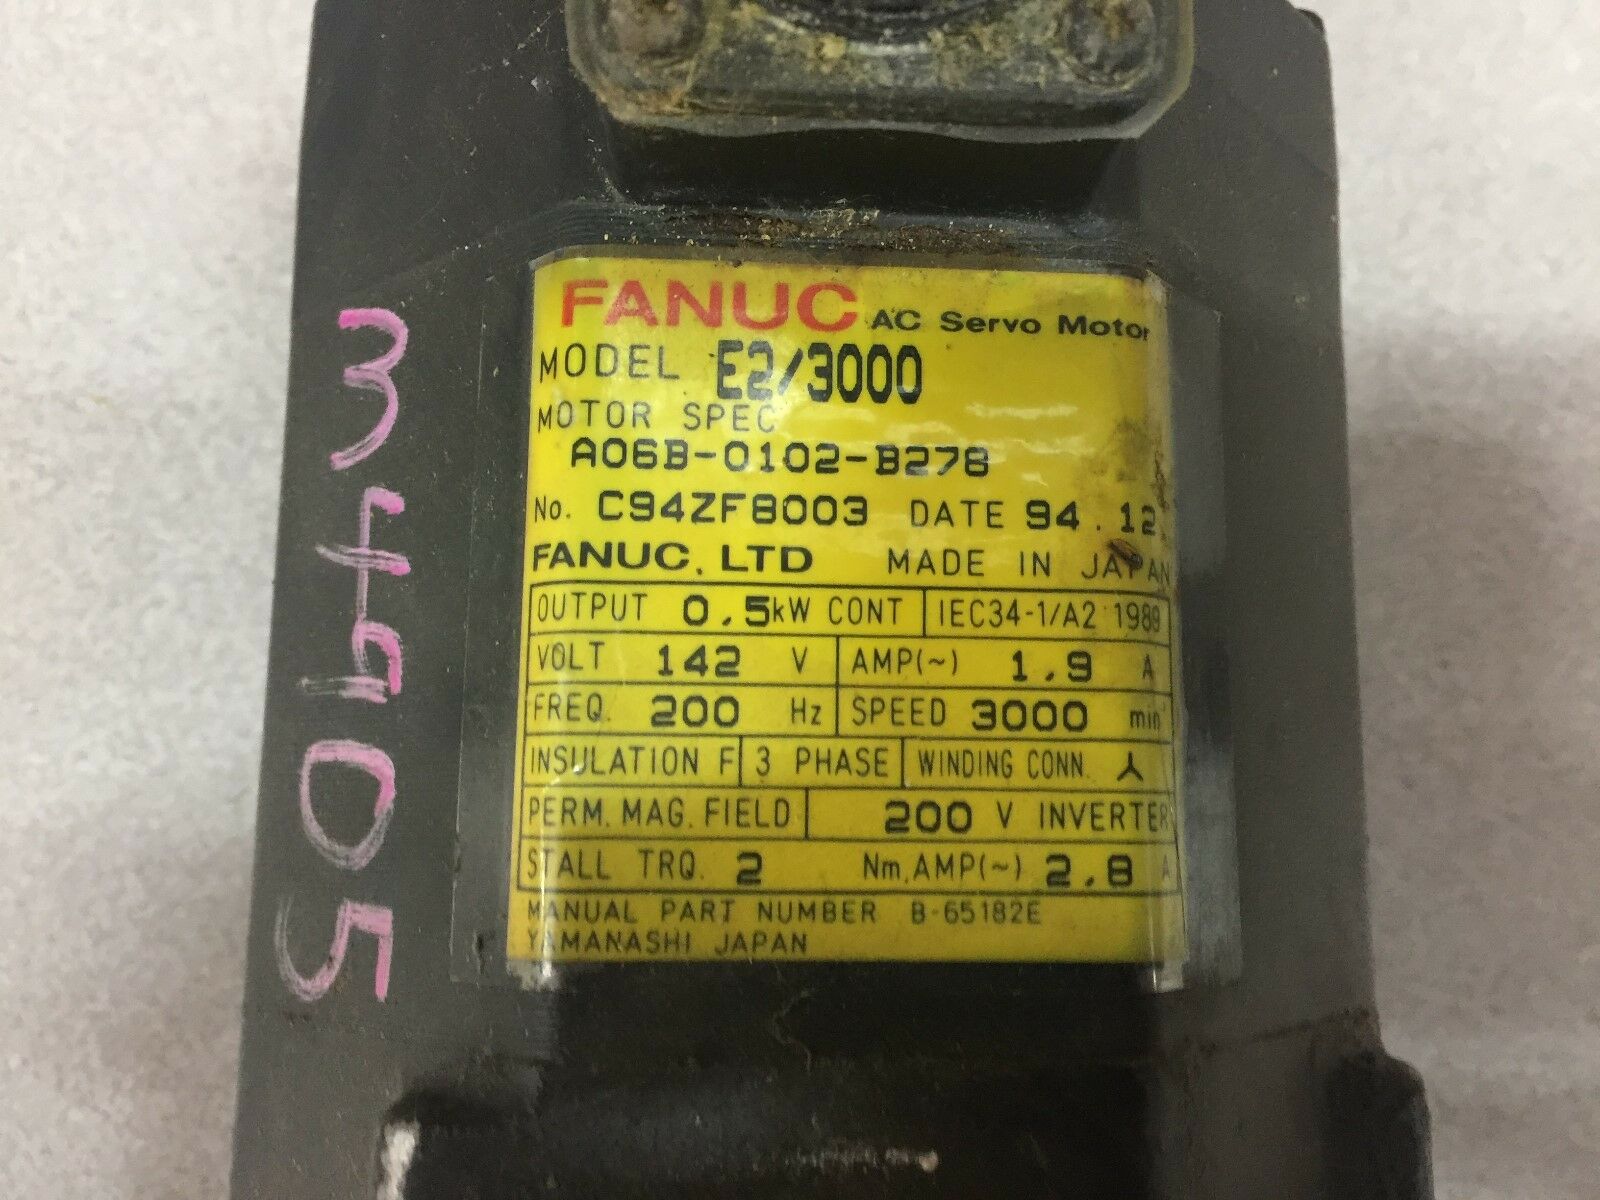 FANUC AC Servo Motor
MODEL E2/3000
MOTOR SPEC
A06B-0102-B278
No. C94ZF8003 DATE 94.12.
FANUC, LTD MADE IN JAPAN
OUTPUT 0.5kW CONT IEC34-1/A2 1989
VOLT 142 V AMP(~) 1.9 A
FREQ. 200 Hz SPEED 3000 min⁻¹
INSULATION F 3 PHASE WINDING CONN.
PERM. MAG. FIELD 200 V INVERTER
STALL TRQ. 2 Nm. AMP(~) 2.8 A
MANUAL PART NUMBER B-65182E
YAMANASHI JAPAN
34905